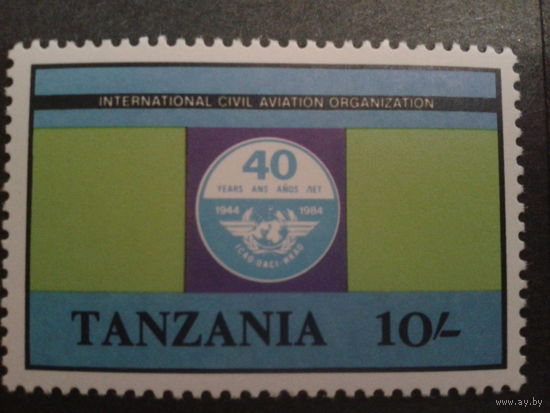 INTERNATIONAL CIVIL AVIATION ORGANIZATION
40
YEARS ANS AÑOS ЛЕТ
1944 1984
ICAO·OACI·ИКАО
TANZANIA 10/-
www.ay.by